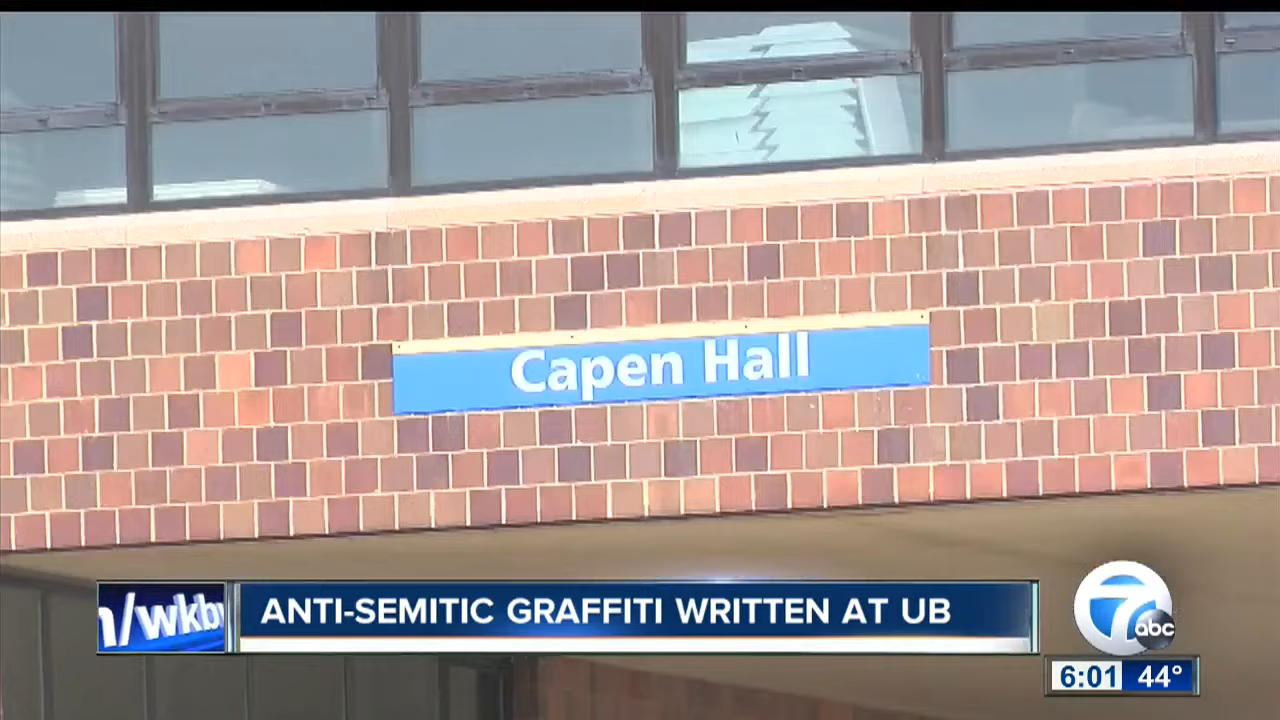 Capen Hall
n/wkbw
ANTI-SEMITIC GRAFFITI WRITTEN AT UB
7
abc
6:01 44°